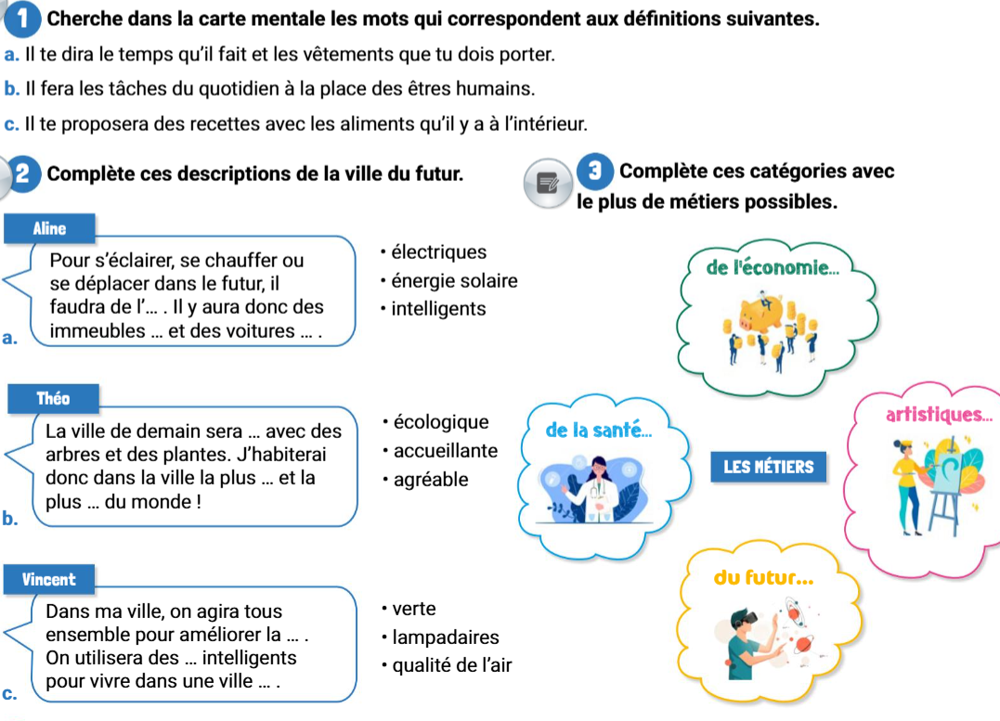 1 Cherche dans la carte mentale les mots qui correspondent aux définitions suivantes.
a. Il te dira le temps qu'il fait et les vêtements que tu dois porter.
b. Il fera les tâches du quotidien à la place des êtres humains.
c. Il te proposera des recettes avec les aliments qu'il y a à l'intérieur.
2 Complète ces descriptions de la ville du futur.
Aline
Pour s'éclairer, se chauffer ou
se déplacer dans le futur, il
faudra de l'... . Il y aura donc des
immeubles ... et des voitures ... .
a.
• électriques
• énergie solaire
• intelligents
Théo
La ville de demain sera ... avec des
arbres et des plantes. J'habiterai
donc dans la ville la plus ... et la
plus ... du monde !
b.
• écologique
• accueillante
• agréable
Vincent
Dans ma ville, on agira tous
ensemble pour améliorer la ... .
On utilisera des ... intelligents
pour vivre dans une ville ... .
c.
• verte
• lampadaires
• qualité de l'air
3 Complète ces catégories avec
le plus de métiers possibles.
de l'économie...
de la santé...
LES MÉTIERS
artistiques...
du futur...